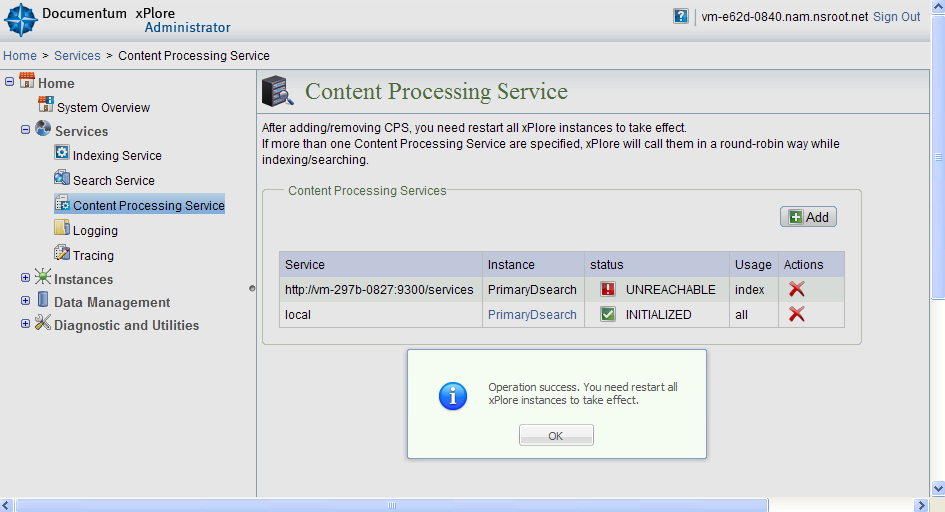 Documentum xPlore
Administrator
vm-e62d-0840.nam.nsroot.net Sign Out
Home > Services > Content Processing Service
Home
System Overview
Services
Indexing Service
Search Service
Content Processing Service
Logging
Tracing
Instances
Data Management
Diagnostic and Utilities
Content Processing Service
After adding/removing CPS, you need restart all xPlore instances to take effect.
If more than one Content Processing Service are specified, xPlore will call them in a round-robin way while
indexing/searching.
Content Processing Services
Add
Service Instance status Usage Actions
http://vm-297b-0827:9300/services PrimaryDsearch UNREACHABLE index
local PrimaryDsearch INITIALIZED all
Operation success. You need restart all
xPlore instances to take effect.
OK